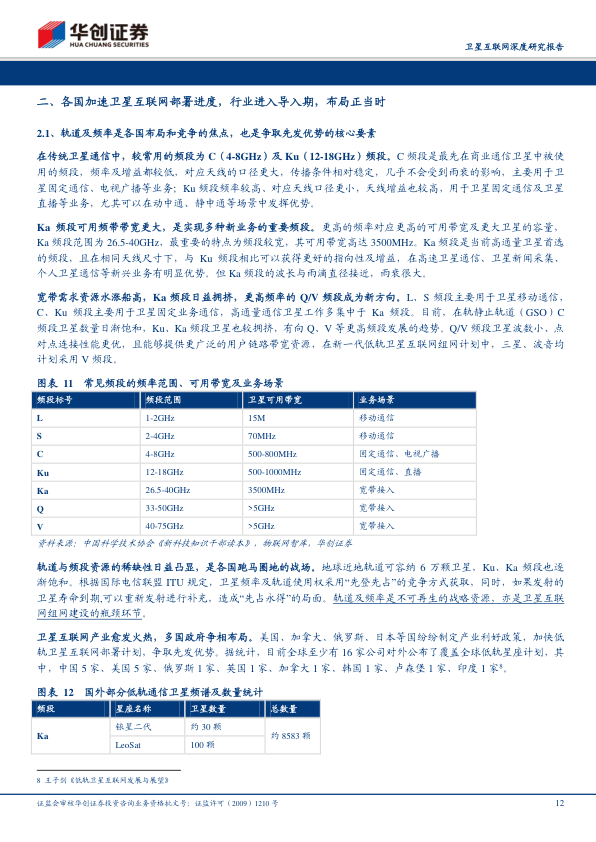 华创证券
HUA CHUANG SECURITIES
卫星互联网深度研究报告
二、各国加速卫星互联网部署进度，行业进入导入期，布局正当时
2.1、轨道及频率是各国布局和竞争的焦点，也是争取先发优势的核心要素
在传统卫星通信中，较常用的频段为 C（4-8GHz）及 Ku（12-18GHz）频段。C 频段是最先在商业通信卫星中被使
用的频段，频率及增益都较低，对应天线的口径更大，传播条件相对稳定，几乎不会受到雨衰的影响，主要用于卫
星固定通信、电视广播等业务；Ku 频段频率较高、对应天线口径更小，天线增益也较高，用于卫星固定通信及卫星
直播等业务，尤其可以在动中通、静中通等场景中发挥优势。
Ka 频段可用频带带宽更大，是实现多种新业务的重要频段。更高的频率对应更高的可用带宽及更大卫星的容量，
Ka 频段范围为 26.5-40GHz，最重要的特点为频段较宽，其可用带宽高达 3500MHz。Ka 频段是当前高通量卫星首选
的频段，且在相同天线尺寸下，与 Ku 频段相比可以获得更好的指向性及增益，在高速卫星通信、卫星新闻采集、
个人卫星通信等新兴业务有明显优势。但 Ka 频段的波长与雨滴直径接近，雨衰很大。
宽带需求资源水涨船高，Ka 频段日益拥挤，更高频率的 Q/V 频段成为新方向。L、S 频段主要用于卫星移动通信，
C、Ku 频段主要用于卫星固定业务通信，高通量通信卫星工作多集中于 Ka 频段。目前，在轨静止轨道（GSO）C
频段卫星数量日渐饱和，Ku、Ka 频段卫星也较拥挤，有向 Q、V 等更高频段发展的趋势。Q/V 频段卫星波数小，点
对点连接性能更优，且能够提供更广泛的用户链路带宽资源，在新一代低轨卫星互联网组网计划中，三星、波音均
计划采用 V 频段。
图表 11 常见频段的频率范围、可用带宽及业务场景
频段标号 频段范围 卫星可用带宽 业务场景
L 1-2GHz 15M 移动通信
S 2-4GHz 70MHz 移动通信
C 4-8GHz 500-800MHz 固定通信、电视广播
Ku 12-18GHz 500-1000MHz 固定通信、直播
Ka 26.5-40GHz 3500MHz 宽带接入
Q 33-50GHz >5GHz 宽带接入
V 40-75GHz >5GHz 宽带接入
资料来源：中国科学技术协会《新科技知识干部读本》，物联网智库，华创证券
轨道与频段资源的稀缺性日益凸显，是各国跑马圈地的战场。地球近地轨道可容纳 6 万颗卫星，Ku、Ka 频段也逐
渐饱和。根据国际电信联盟 ITU 规定，卫星频率及轨道使用权采用“先登先占”的竞争方式获取，同时，如果发射的
卫星寿命到期,可以重新发射进行补充，造成“先占永得”的局面。轨道及频率是不可再生的战略资源，亦是卫星互联
网组网建设的瓶颈环节。
卫星互联网产业愈发火热，多国政府争相布局。美国、加拿大、俄罗斯、日本等国纷纷制定产业利好政策，加快低
轨卫星互联网部署计划，争取先发优势。据统计，目前全球至少有 16 家公司对外公布了覆盖全球低轨星座计划，其
中，中国 5 家、美国 5 家、俄罗斯 1 家、英国 1 家、加拿大 1 家、韩国 1 家、卢森堡 1 家、印度 1 家8。
图表 12 国外部分低轨通信卫星频谱及数量统计
频段 星座名称 卫星数量 总数量
Ka 铱星二代 约 30 颗 约 8583 颗
LeoSat 100 颗
8 王子剑《低轨卫星互联网发展与展望》
证监会审核华创证券投资咨询业务资格批文号：证监许可（2009）1210 号 12